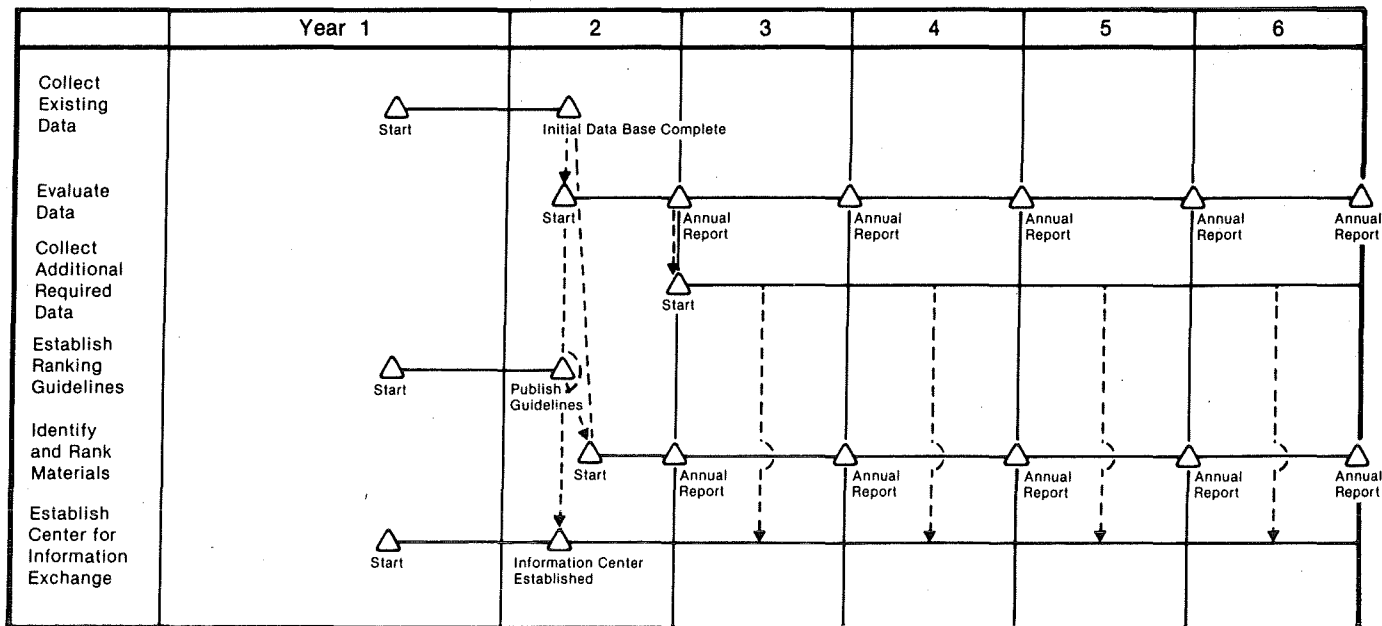 Year 1 2 3 4 5 6
Collect
Existing
Data
Start
Initial Data Base Complete
Evaluate
Data
Start
Annual
Report
Annual
Report
Annual
Report
Annual
Report
Annual
Report
Collect
Additional
Required
Data
Start
Establish
Ranking
Guidelines
Start
Publish
Guidelines
Identify
and Rank
Materials
Start
Annual
Report
Annual
Report
Annual
Report
Annual
Report
Annual
Report
Establish
Center for
Information
Exchange
Start
Information Center
Established